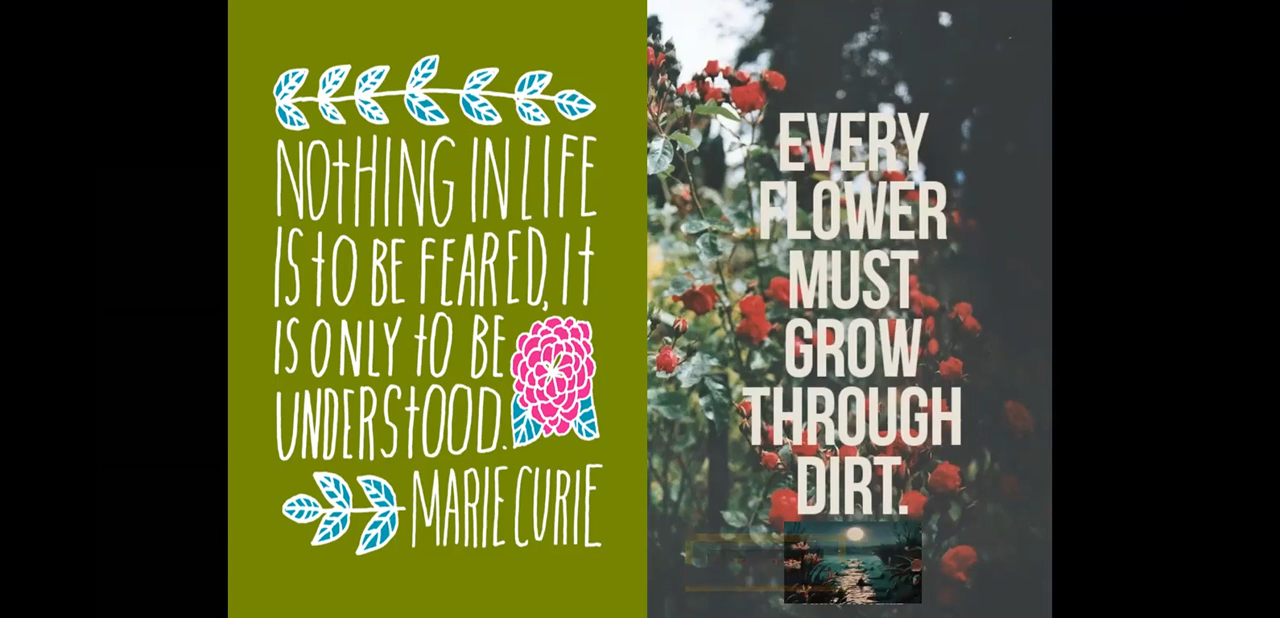 NOTHING IN LIFE
IS TO BE FEARED, IT
IS ONLY TO BE
UNDERSTOOD.
MARIE CURIE
EVERY
FLOWER
MUST
GROW
THROUGH
DIRT.